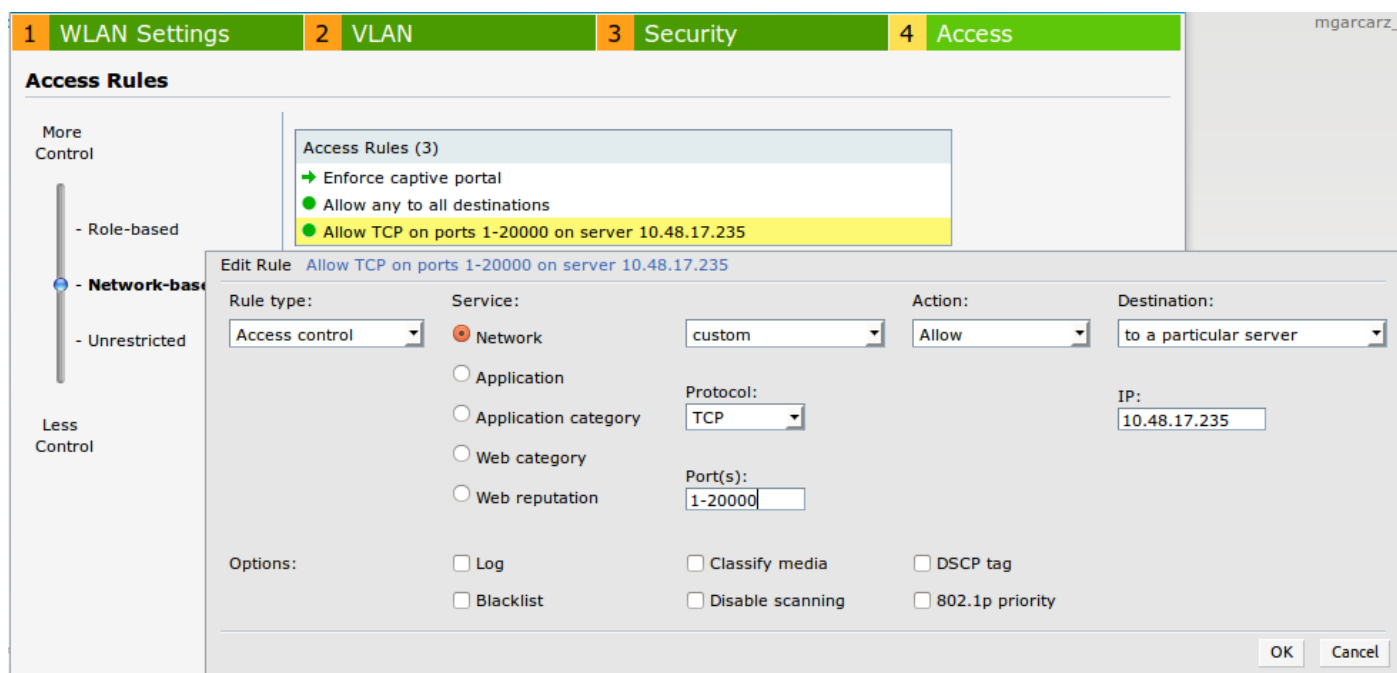 1 WLAN Settings 2 VLAN 3 Security 4 Access
mgarcarz_
Access Rules
More
Control
- Role-based
- Network-base
- Unrestricted
Less
Control
Access Rules (3)
Enforce captive portal
Allow any to all destinations
Allow TCP on ports 1-20000 on server 10.48.17.235
Edit Rule Allow TCP on ports 1-20000 on server 10.48.17.235
Rule type: Service: Action: Destination:
Access control Network custom Allow to a particular server
Application
Protocol: IP:
Application category TCP 10.48.17.235
Web category
Port(s):
Web reputation 1-20000
Options: Log Classify media DSCP tag
Blacklist Disable scanning 802.1p priority
OK Cancel